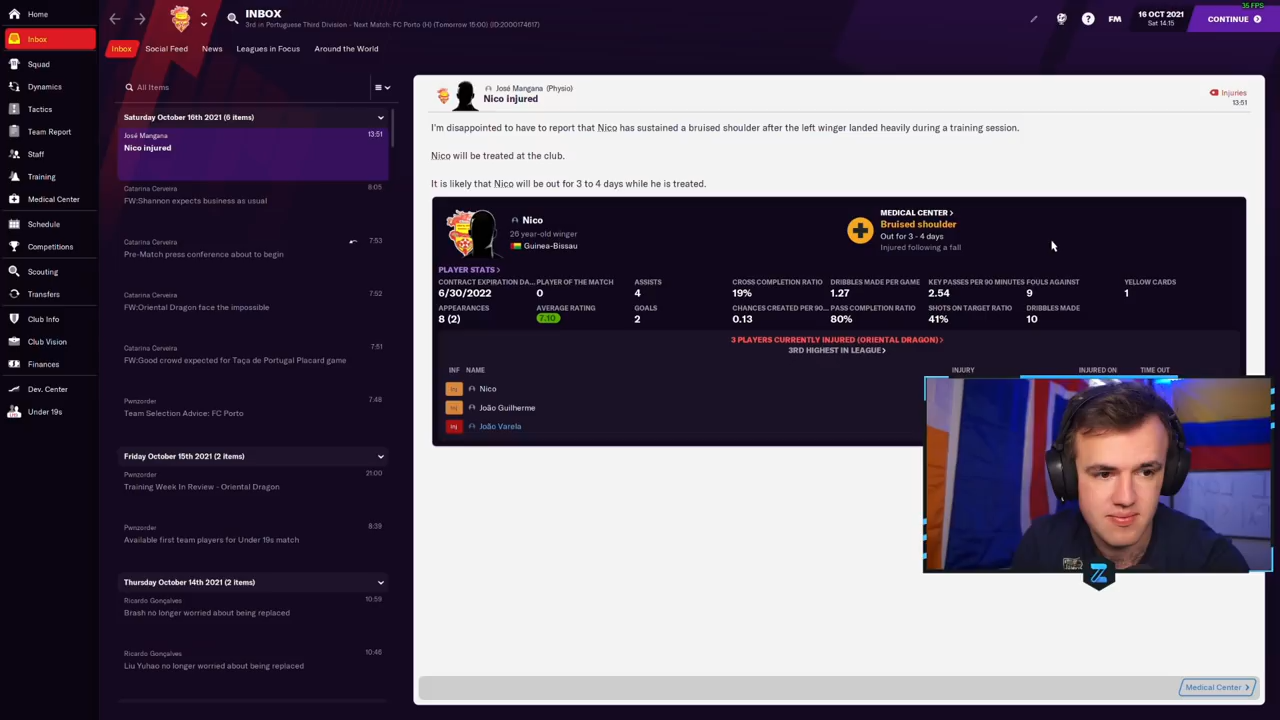 35 FPS
Home
INBOX
3rd in Portuguese Third Division - Next Match: FC Porto (H) (Tomorrow 15:00) (ID:2000174617)
FM
16 OCT 2021
Sat 14:15
CONTINUE
Inbox
Squad
Dynamics
Tactics
Team Report
Staff
Training
Medical Center
Schedule
Competitions
Scouting
Transfers
Club Info
Club Vision
Finances
Dev. Center
Under 19s
Inbox
Social Feed
News
Leagues in Focus
Around the World
All Items
Saturday October 16th 2021 (6 items)
José Mangana 13:51
Nico injured
Catarina Cerveira 8:05
FW:Shannon expects business as usual
Catarina Cerveira 7:53
Pre-Match press conference about to begin
Catarina Cerveira 7:52
FW:Oriental Dragon face the impossible
Catarina Cerveira 7:51
FW:Good crowd expected for Taça de Portugal Placard game
Pwnzorder 7:48
Team Selection Advice: FC Porto
Friday October 15th 2021 (2 items)
Pwnzorder 21:00
Training Week In Review - Oriental Dragon
Pwnzorder 8:39
Available first team players for Under 19s match
Thursday October 14th 2021 (2 items)
Ricardo Gonçalves 10:59
Brash no longer worried about being replaced
Ricardo Gonçalves 10:46
Liu Yuhao no longer worried about being replaced
José Mangana (Physio)
Nico injured
Injuries
13:51
I'm disappointed to have to report that Nico has sustained a bruised shoulder after the left winger landed heavily during a training session.
Nico will be treated at the club.
It is likely that Nico will be out for 3 to 4 days while he is treated.
Nico
26 year-old winger
Guinea-Bissau
MEDICAL CENTER
Bruised shoulder
Out for 3 - 4 days
Injured following a fall
PLAYER STATS
CONTRACT EXPIRATION DA... PLAYER OF THE MATCH ASSISTS CROSS COMPLETION RATIO DRIBBLES MADE PER GAME KEY PASSES PER 90 MINUTES FOULS AGAINST YELLOW CARDS
6/30/2022 0 4 19% 1.27 2.54 9 1
APPEARANCES AVERAGE RATING GOALS CHANCES CREATED PER 90... PASS COMPLETION RATIO SHOTS ON TARGET RATIO DRIBBLES MADE
8 (2) 7.10 2 0.13 80% 41% 10
3 PLAYERS CURRENTLY INJURED (ORIENTAL DRAGON)
3RD HIGHEST IN LEAGUE
INF NAME INJURY INJURED ON TIME OUT
Inj Nico
Inj João Guilherme
Inj João Varela
Medical Center